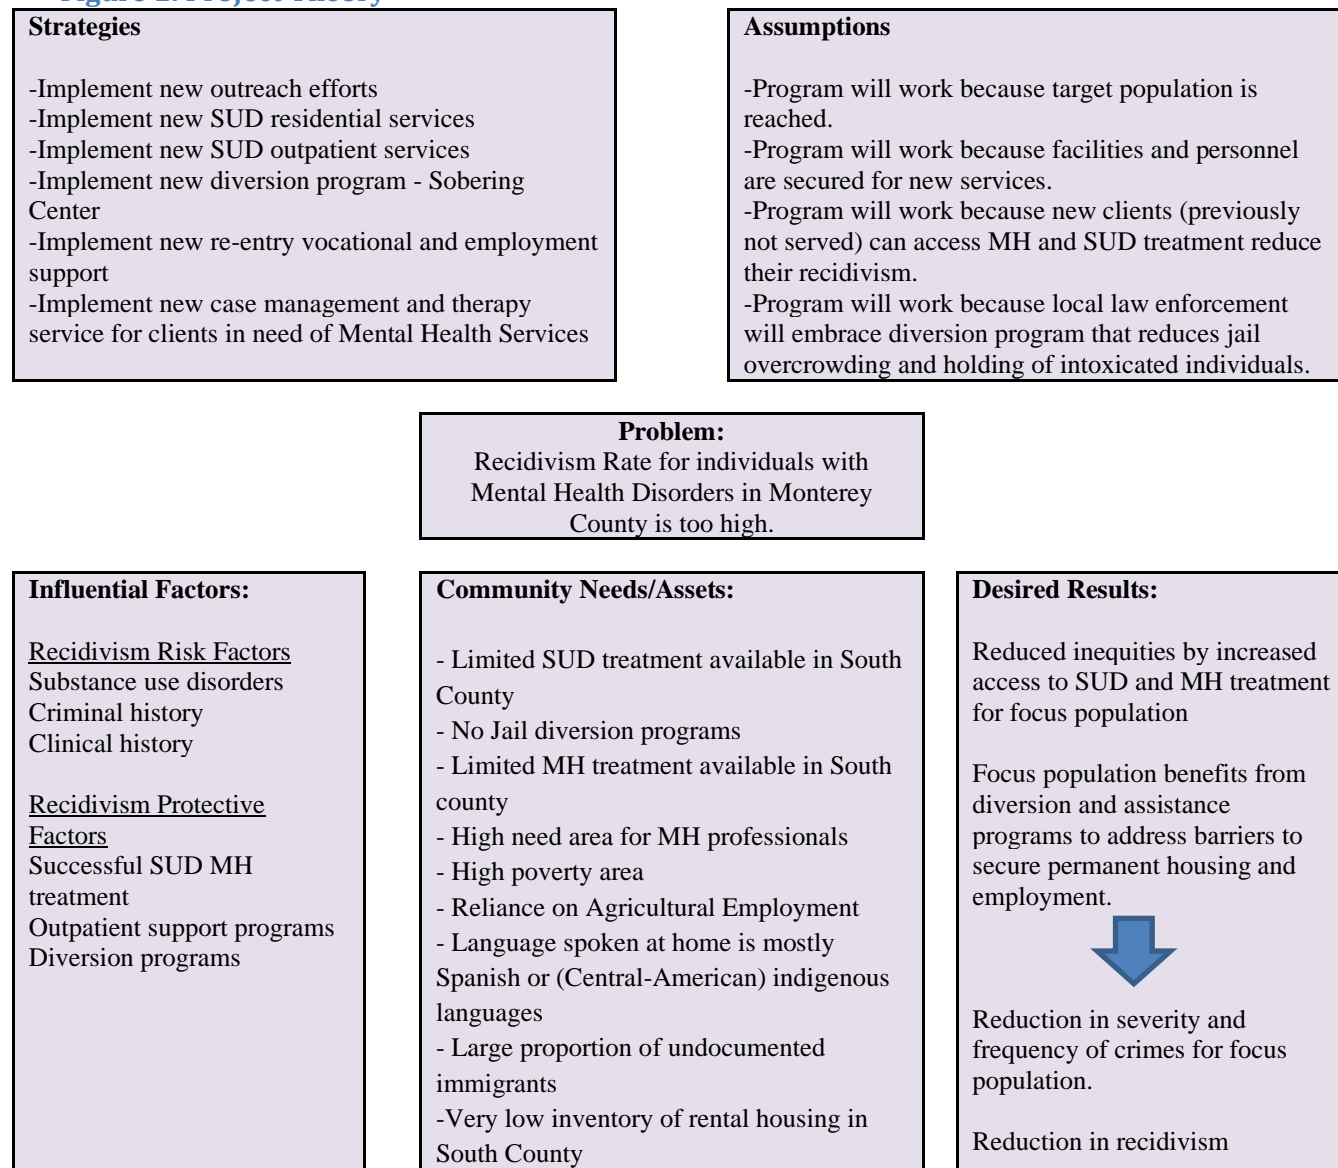 Strategies
-Implement new outreach efforts
-Implement new SUD residential services
-Implement new SUD outpatient services
-Implement new diversion program - Sobering
Center
-Implement new re-entry vocational and employment
support
-Implement new case management and therapy
service for clients in need of Mental Health Services
Assumptions
-Program will work because target population is
reached.
-Program will work because facilities and personnel
are secured for new services.
-Program will work because new clients (previously
not served) can access MH and SUD treatment reduce
their recidivism.
-Program will work because local law enforcement
will embrace diversion program that reduces jail
overcrowding and holding of intoxicated individuals.
Problem:
Recidivism Rate for individuals with
Mental Health Disorders in Monterey
County is too high.
Influential Factors:
Recidivism Risk Factors
Substance use disorders
Criminal history
Clinical history
Recidivism Protective
Factors
Successful SUD MH
treatment
Outpatient support programs
Diversion programs
Community Needs/Assets:
- Limited SUD treatment available in South
County
- No Jail diversion programs
- Limited MH treatment available in South
county
- High need area for MH professionals
- High poverty area
- Reliance on Agricultural Employment
- Language spoken at home is mostly
Spanish or (Central-American) indigenous
languages
- Large proportion of undocumented
immigrants
-Very low inventory of rental housing in
South County
Desired Results:
Reduced inequities by increased
access to SUD and MH treatment
for focus population
Focus population benefits from
diversion and assistance
programs to address barriers to
secure permanent housing and
employment.
Reduction in severity and
frequency of crimes for focus
population.
Reduction in recidivism